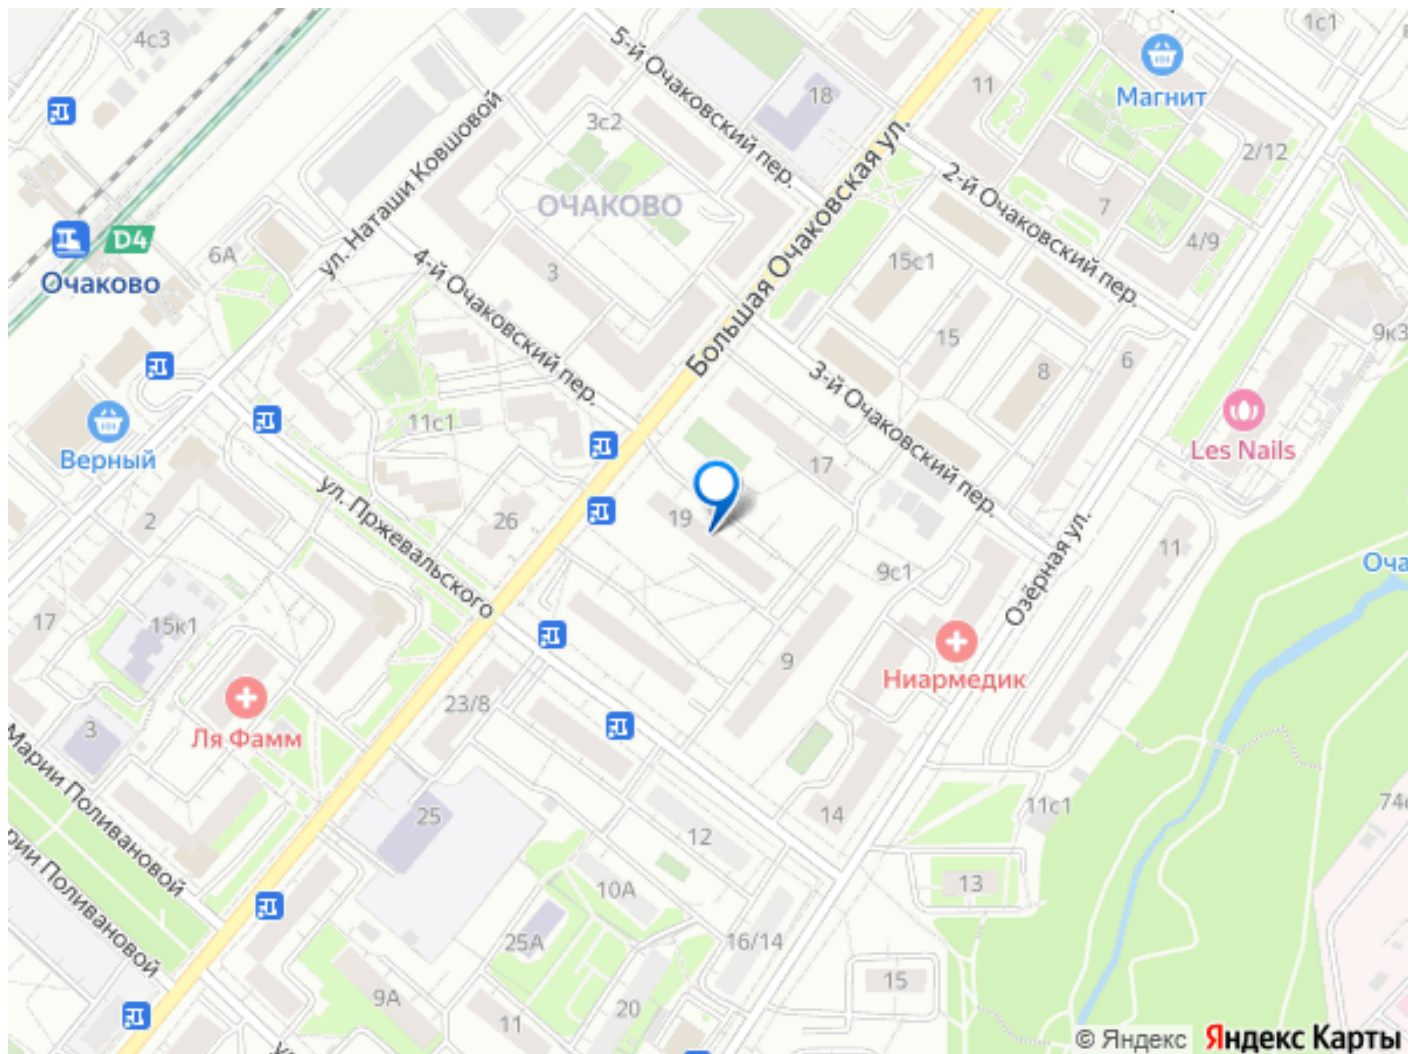 4с3
5-й Очаковский пер.
1с1
Магнит
11
18
3с2
2/12
ул. Наташи Ковшовой
ОЧАКОВО
Большая Очаковская ул.
2-й Очаковский пер.
7
4/9
D4
Очаково
6А
3
4-й Очаковский пер.
15с1
15
8
6
9к3
3-й Очаковский пер.
11с1
Les Nails
Верный
17
ул. Пржевальского
2
26
19
11
9с1
Озёрная ул.
Оча
17
15к1
9
Ниармедик
23/8
3
Ля Фамм
Марии Поливановой
рии Поливановой
25
12
14
11с1
74с
10А
13
25А
16/14
9А
11
20
15
© Яндекс Яндекс Карты